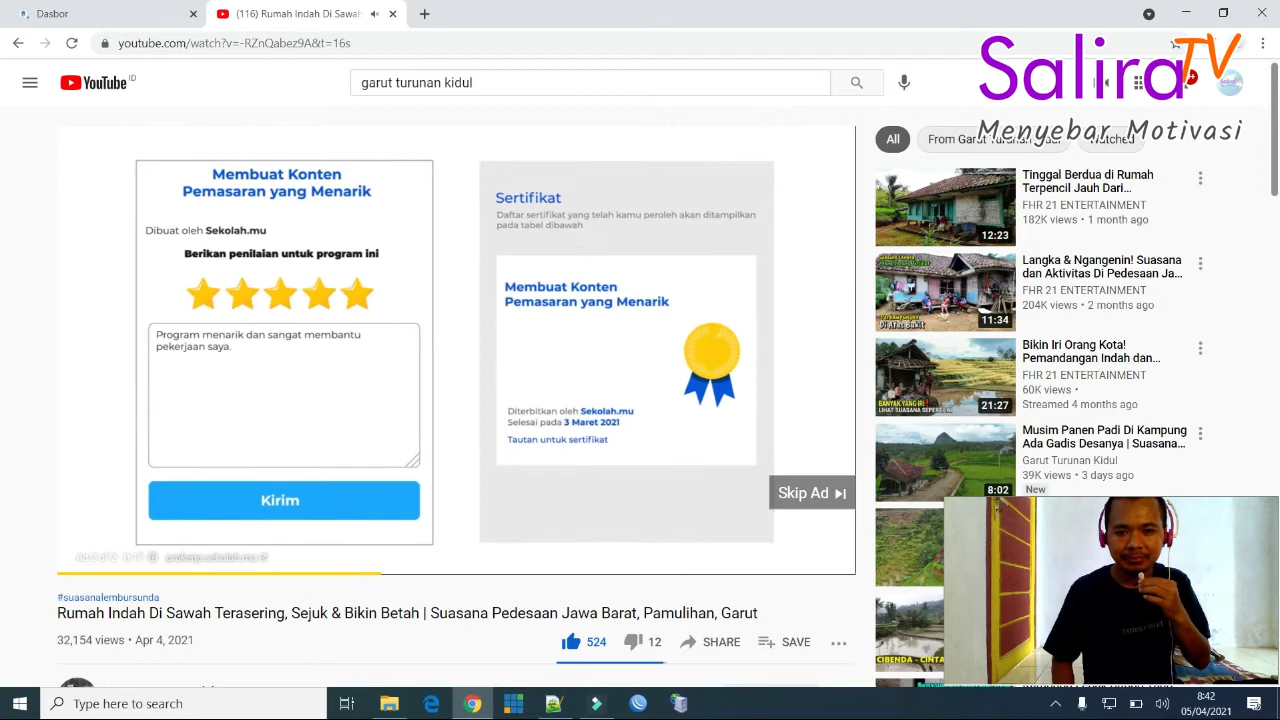 Dasbor
(116) Rumah Indah Di Sawah
youtube.com/watch?v=-RZnQabez9A&t=16s
YouTube ID
garut turunan kidul
Salira TV
Menyebar Motivasi
All
Watched
Membuat Konten
Pemasaran yang Menarik
Dibuat oleh Sekolah.mu
Berikan penilaian untuk program ini
Program menarik dan sangat membantu
pekerjaan saya.
Kirim
Sertifikat
Daftar sertifikat yang telah kamu peroleh akan ditampilkan
pada tabel dibawah
Membuat Konten
Pemasaran yang Menarik
Diterbitkan oleh Sekolah.mu
Selesai pada 3 Maret 2021
Tautan untuk sertifikat
Skip Ad
prakerja.sekolah.mu
#suasanalembursunda
Rumah Indah Di Sawah Terasering, Sejuk & Bikin Betah | Suasana Pedesaan Jawa Barat, Pamulihan, Garut
32,154 views • Apr 4, 2021
524
12
SHARE
SAVE
12:23
Tinggal Berdua di Rumah
Terpencil Jauh Dari...
FHR 21 ENTERTAINMENT
182K views • 1 month ago
11:34
Langka & Ngangenin! Suasana
dan Aktivitas Di Pedesaan Ja...
FHR 21 ENTERTAINMENT
204K views • 2 months ago
BANYAK YANG IRI!
21:27
Bikin Iri Orang Kota!
Pemandangan Indah dan...
FHR 21 ENTERTAINMENT
60K views •
Streamed 4 months ago
8:02
Musim Panen Padi Di Kampung
Ada Gadis Desanya | Suasana...
Garut Turunan Kidul
39K views • 3 days ago
New
Type here to search
8:42
05/04/2021